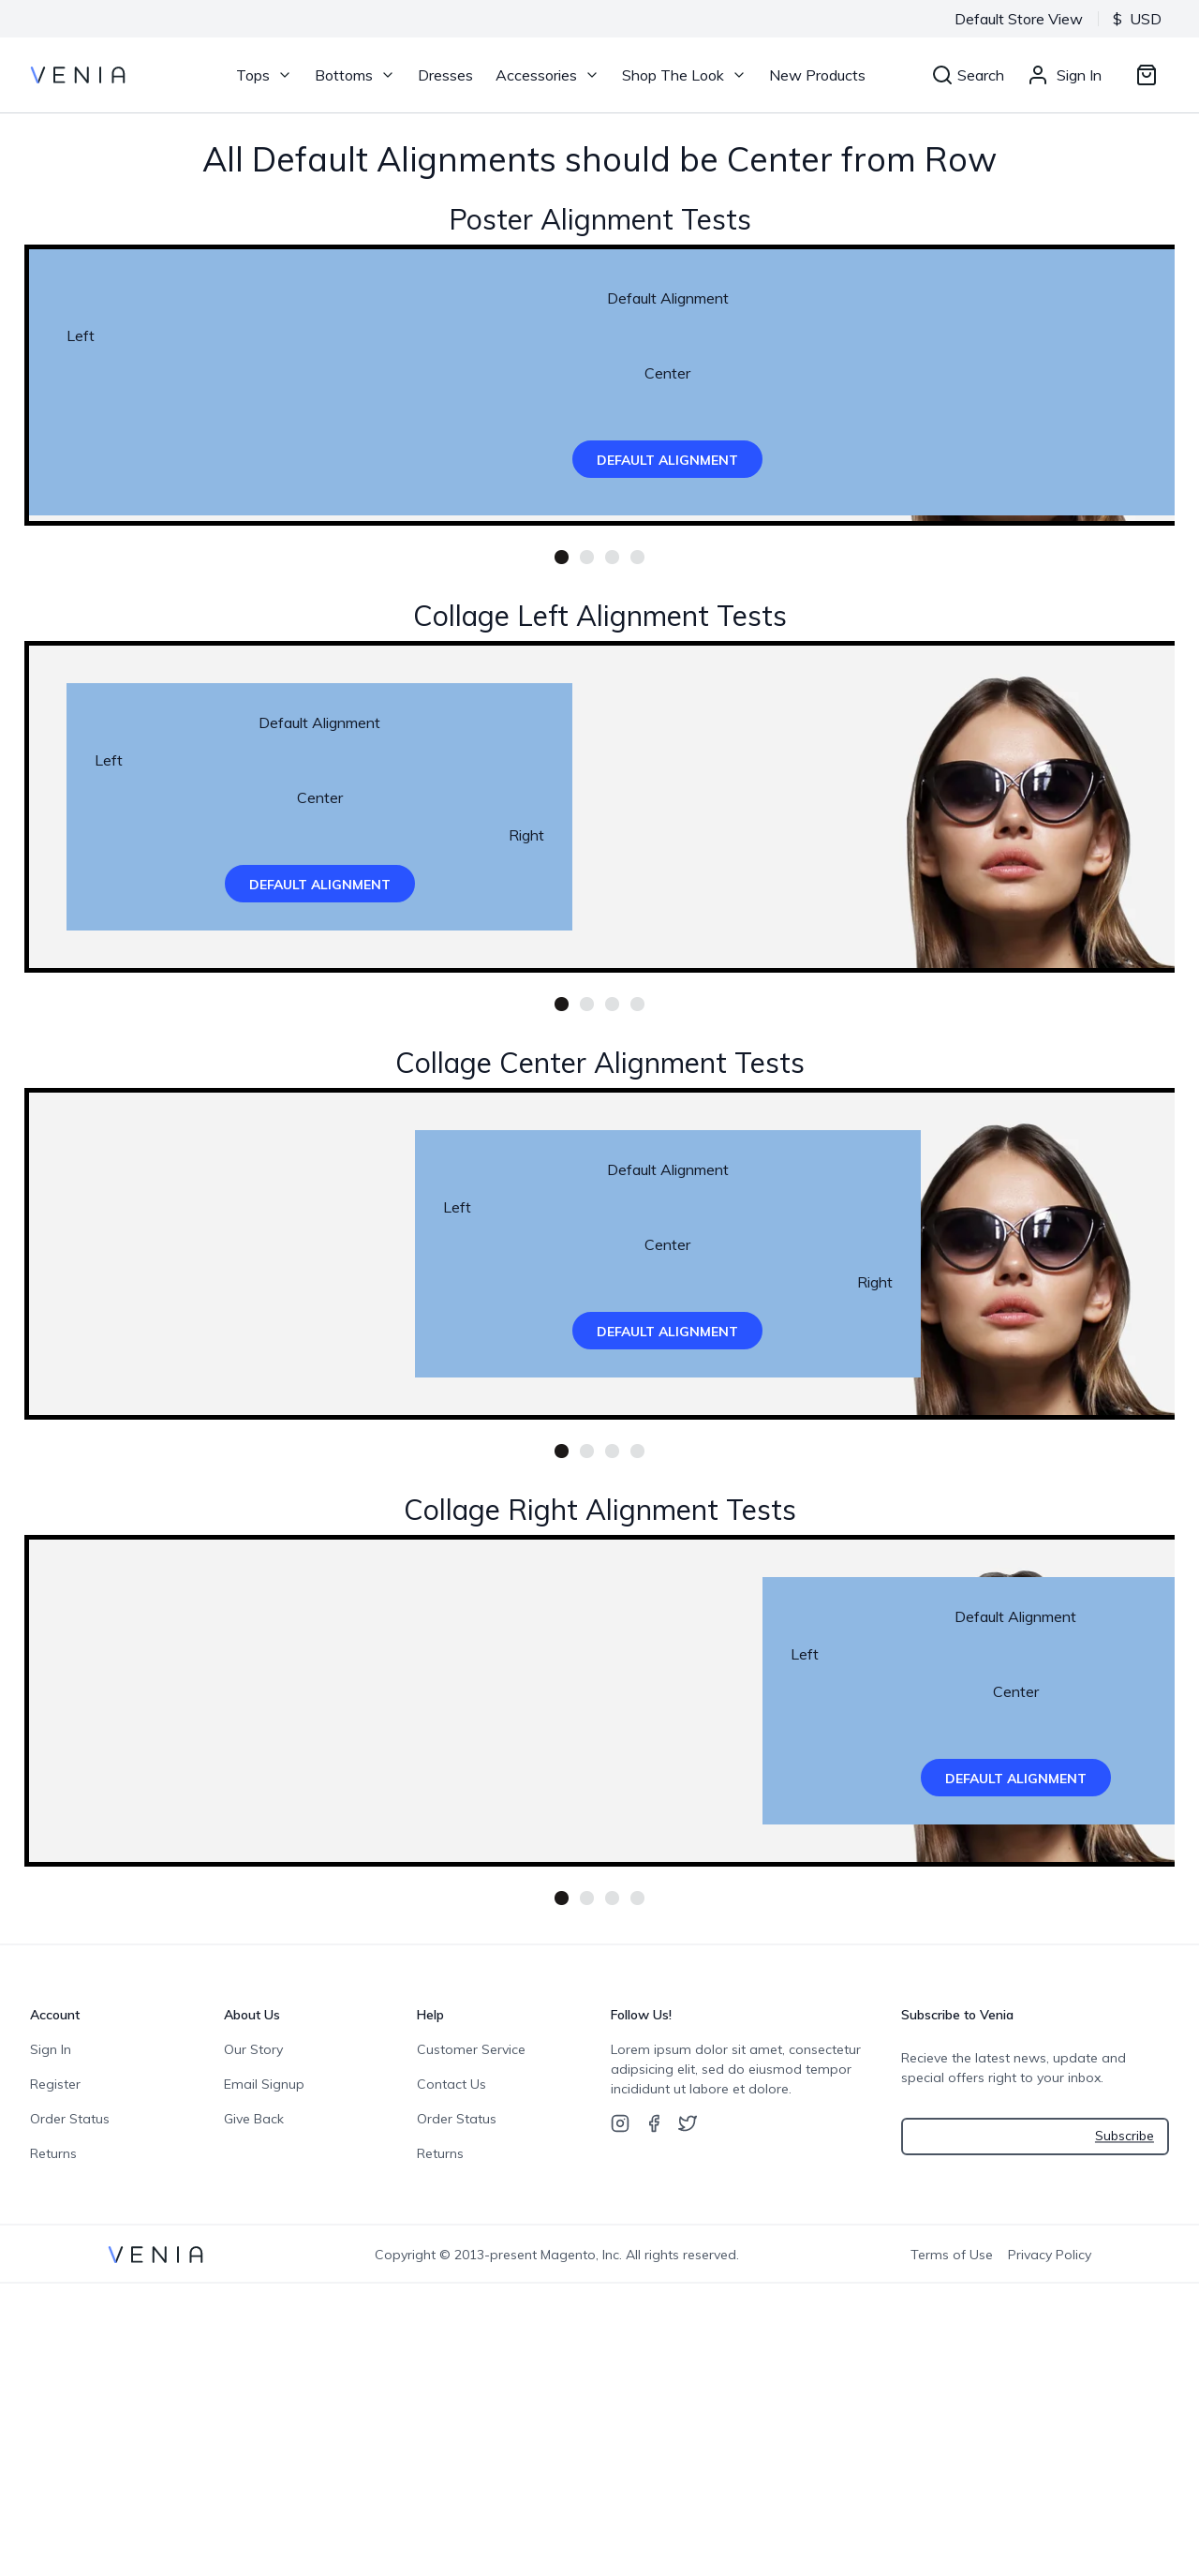 Default Store View $ USD
VENIA Tops Bottoms Dresses Accessories Shop The Look New Products Search Sign In
All Default Alignments should be Center from Row
Poster Alignment Tests
Default Alignment
Left
Center
DEFAULT ALIGNMENT
Collage Left Alignment Tests
Default Alignment
Left
Center
Right
DEFAULT ALIGNMENT
Collage Center Alignment Tests
Default Alignment
Left
Center
Right
DEFAULT ALIGNMENT
Collage Right Alignment Tests
Default Alignment
Left
Center
DEFAULT ALIGNMENT
Account
Sign In
Register
Order Status
Returns
About Us
Our Story
Email Signup
Give Back
Help
Customer Service
Contact Us
Order Status
Returns
Follow Us!
Lorem ipsum dolor sit amet, consectetur
adipsicing elit, sed do eiusmod tempor
incididunt ut labore et dolore.
Subscribe to Venia
Recieve the latest news, update and
special offers right to your inbox.
Subscribe
VENIA Copyright © 2013-present Magento, Inc. All rights reserved. Terms of Use Privacy Policy